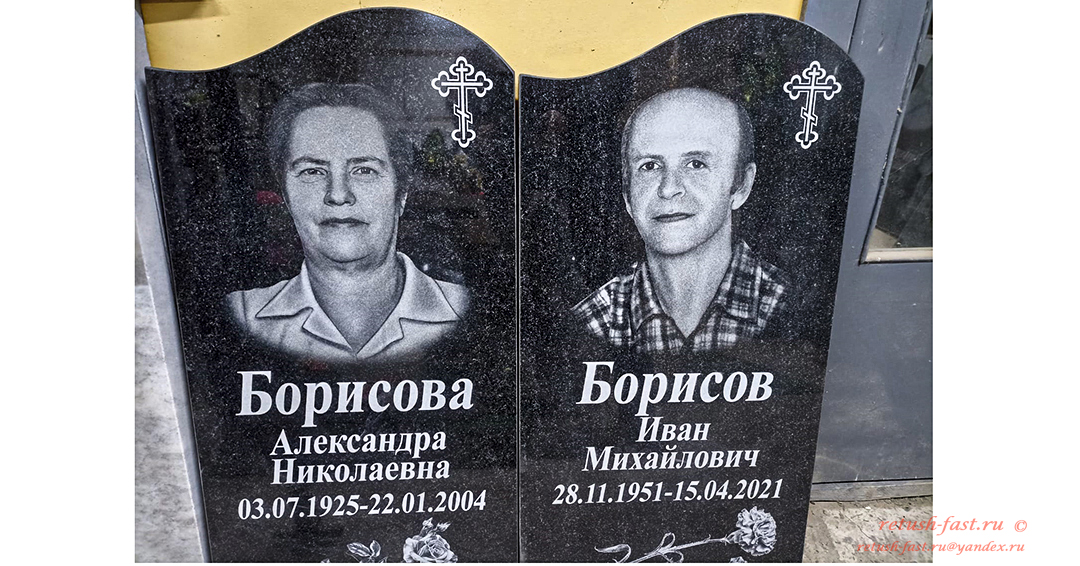 Борисова
Александра
Николаевна
03.07.1925-22.01.2004
Борисов
Иван
Михайлович
28.11.1951-15.04.2021
retush-fast.ru ©
retush-fast.ru@yandex.ru